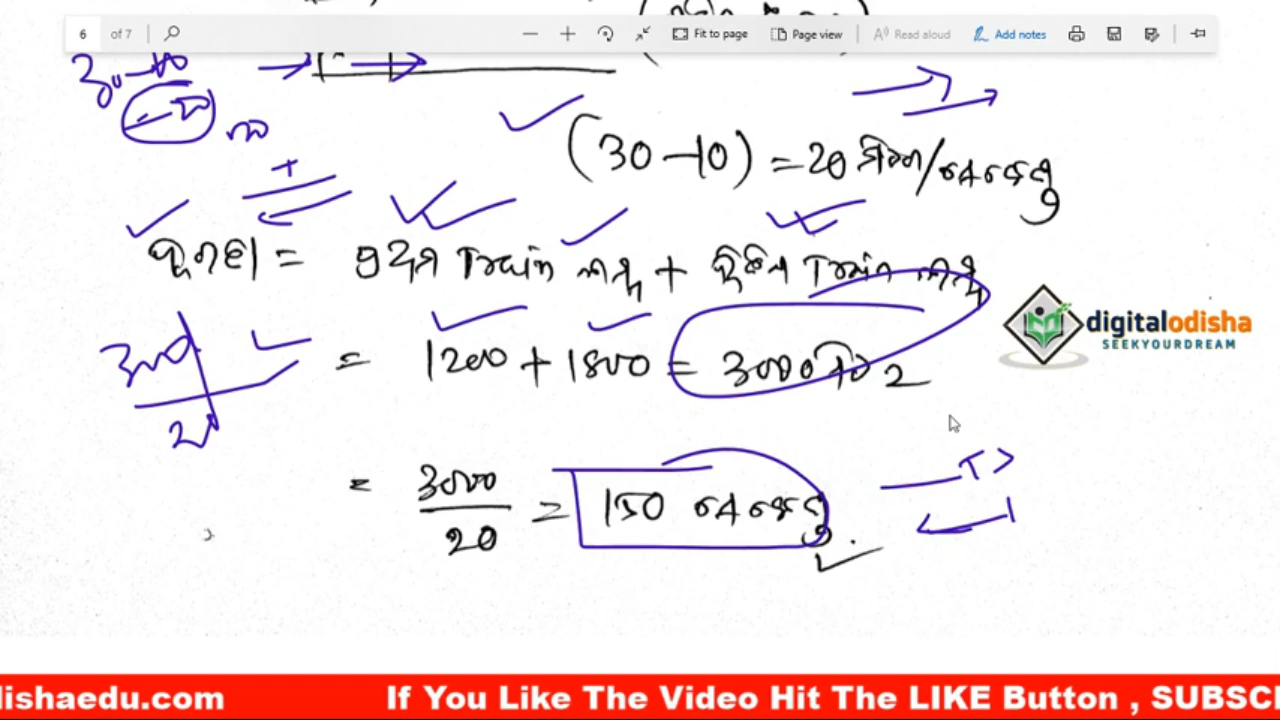 6 of 7 Fit to page Page view Read aloud Add notes
(30 - 10) = 20 ମିଟର/ସେକେଣ୍ଡ
ଦୂରତା = ପ୍ରଥମ Train ଲମ୍ବ + ଦ୍ୱିତୀୟ Train ଲମ୍ବ
= 1200 + 1800 = 3000 ମିଟର
= 3000
20 = 150 ସେକେଣ୍ଡ.
digitalodisha
SEEKYOURDREAM
lishaedu.com If You Like The Video Hit The LIKE Button , SUBSC